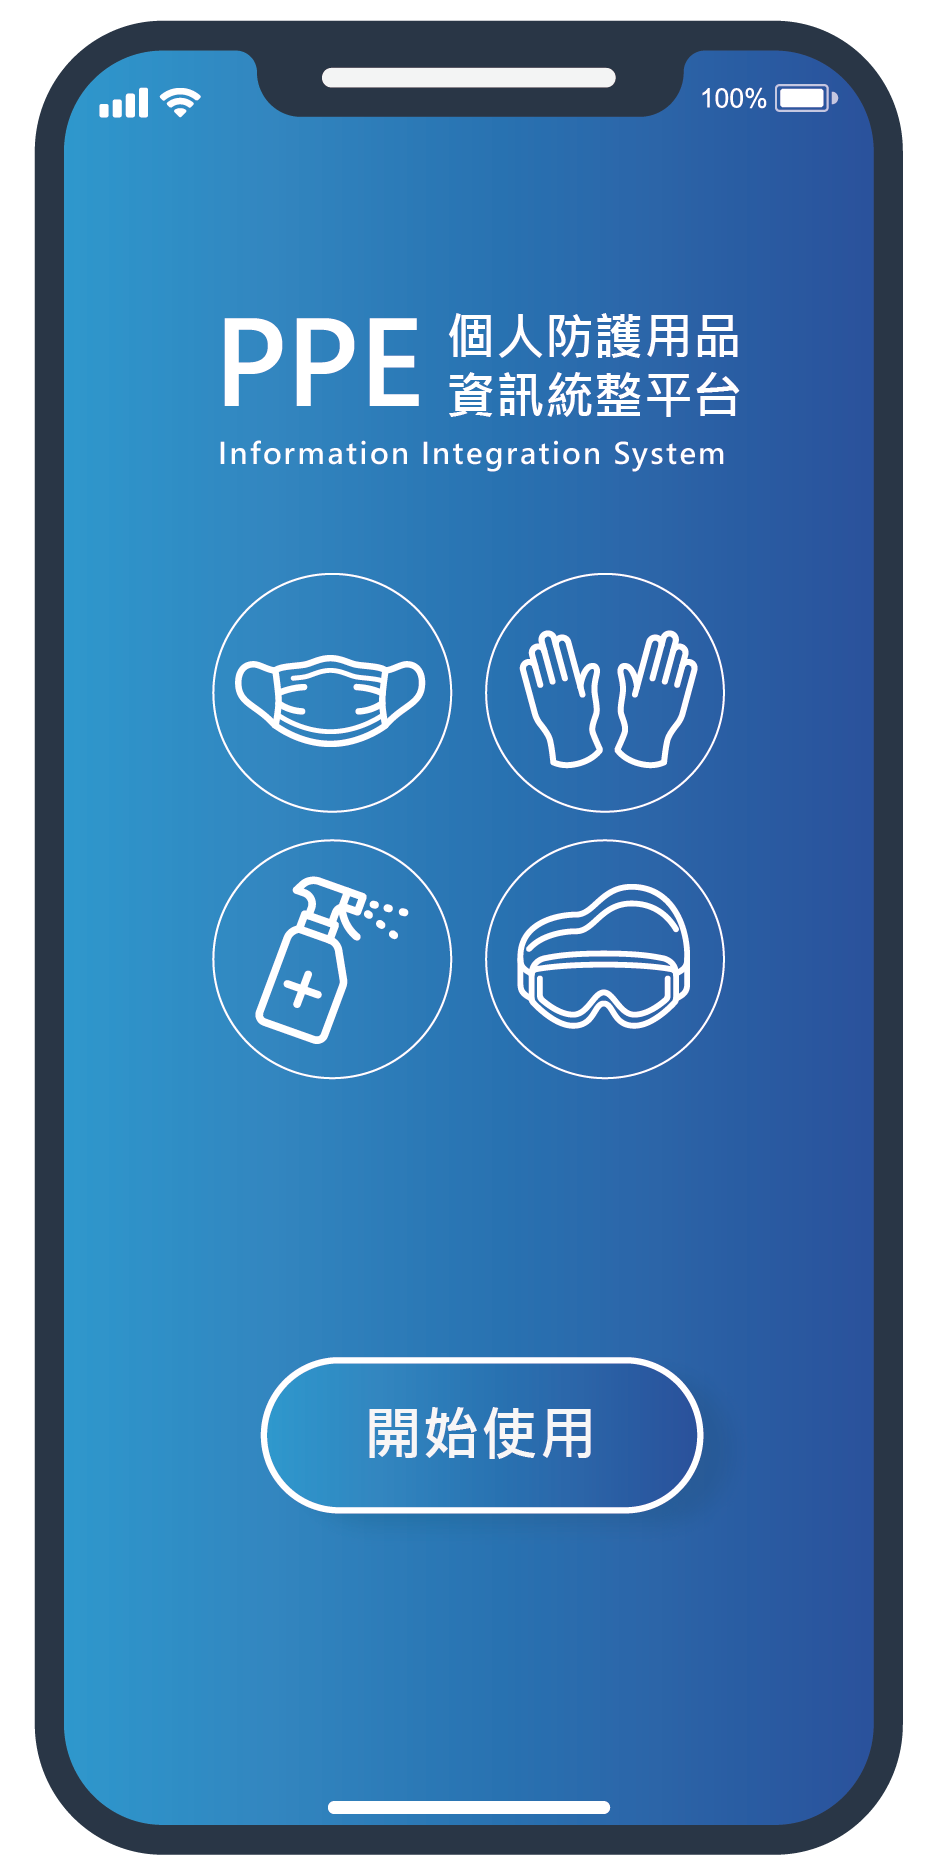 100%
PPE 個人防護用品
資訊統整平台
Information Integration System
開始使用